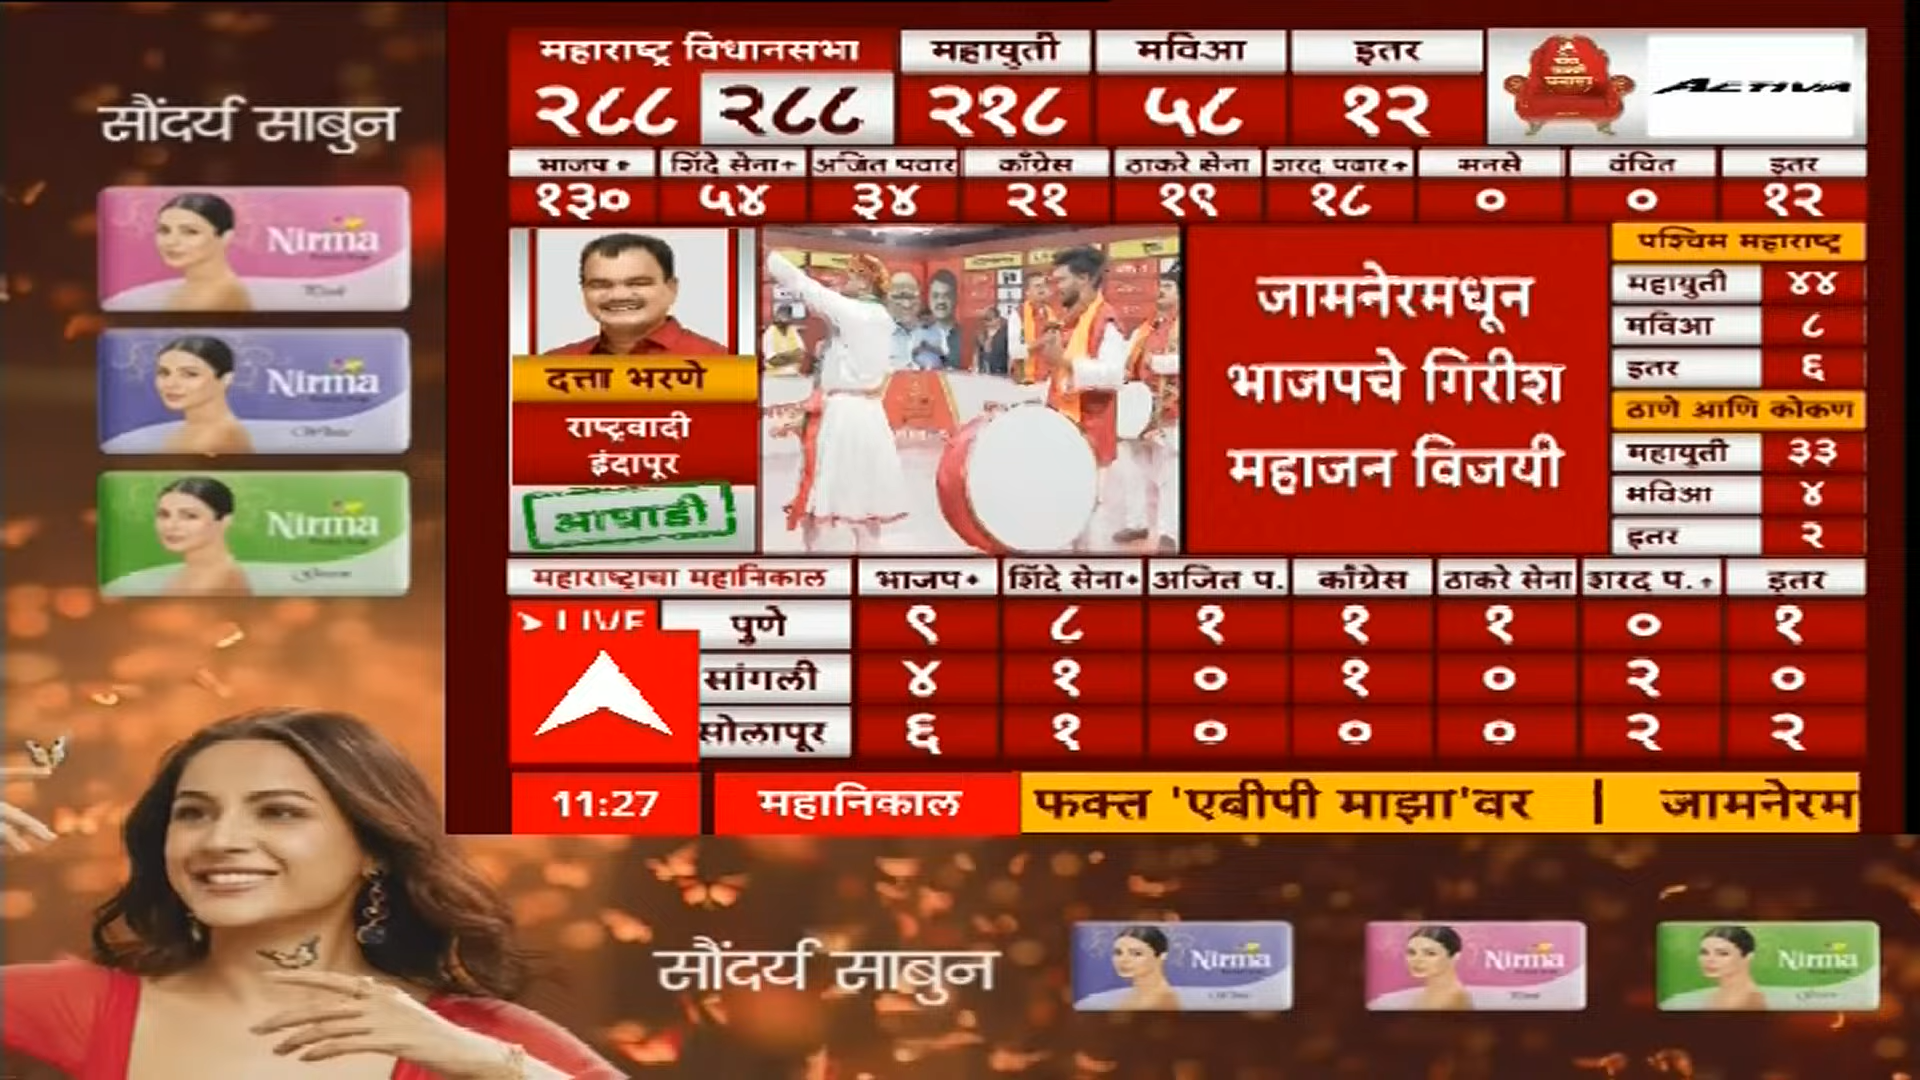 सौंदर्य साबुन
Nirma
Nirma
Nirma
महाराष्ट्र विधानसभा
२८८ २८८
महायुती
२१८
मविआ
५८
इतर
१२
ACTIVA
भाजप+ शिंदे सेना+ अजित पवार काँग्रेस ठाकरे सेना शरद पवार+ मनसे वंचित इतर
१३० ५४ ३४ २१ १९ १८ ० ० १२
दत्ता भरणे
राष्ट्रवादी
इंदापूर
आघाडी
जामनेरमधून
भाजपचे गिरीश
महाजन विजयी
पश्चिम महाराष्ट्र
महायुती ४४
मविआ ८
इतर ६
ठाणे आणि कोकण
महायुती ३३
मविआ ४
इतर २
महाराष्ट्राचा महानिकाल भाजप+ शिंदे सेना+ अजित प. काँग्रेस ठाकरे सेना शरद प.+ इतर
LIVE
पुणे ९ ८ १ १ १ ० १
सांगली ४ १ ० १ ० २ ०
सोलापूर ६ १ ० ० ० २ २
11:27 महानिकाल फक्त 'एबीपी माझा'वर | जामनेरम
सौंदर्य साबुन
Nirma
Nirma
Nirma